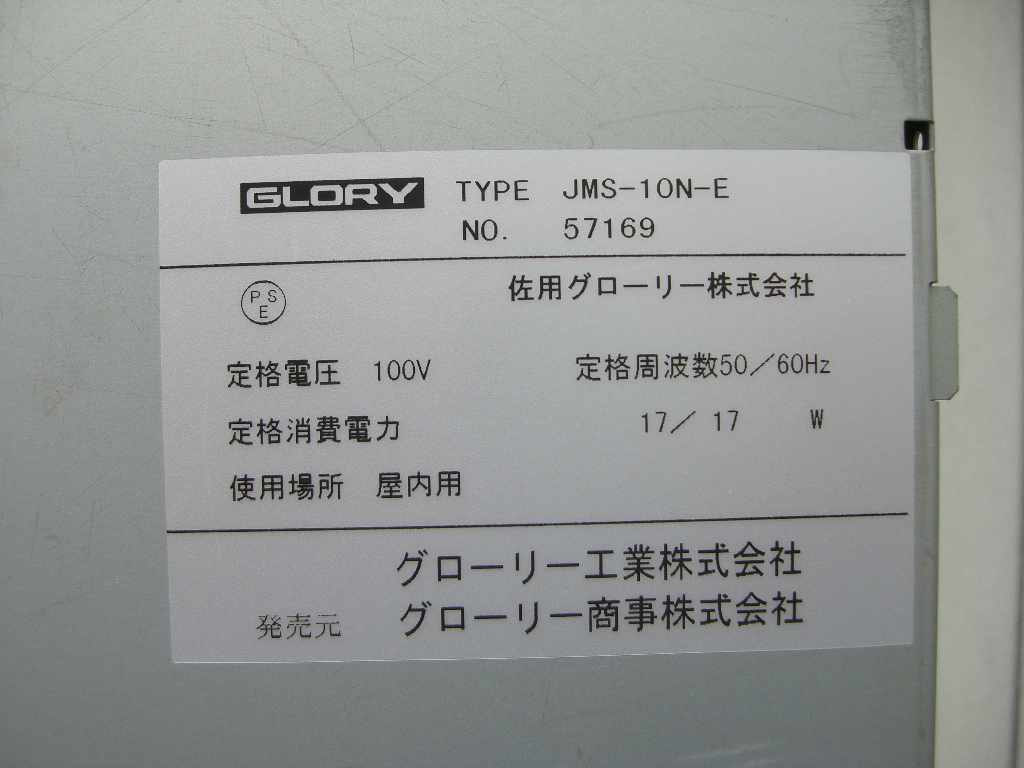 GLORY TYPE JMS-10N-E
NO. 57169
PSE 佐用グローリー株式会社
定格電圧 100V 定格周波数50／60Hz
定格消費電力 17／ 17 W
使用場所 屋内用
グローリー工業株式会社
発売元 グローリー商事株式会社